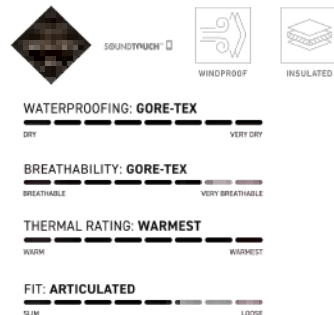 SOUNDTOUCH™
WINDPROOF
INSULATED
WATERPROOFING: GORE-TEX
DRY VERY DRY
BREATHABILITY: GORE-TEX
BREATHABLE VERY BREATHABLE
THERMAL RATING: WARMEST
WARM WARMEST
FIT: ARTICULATED
SLIM LOOSE